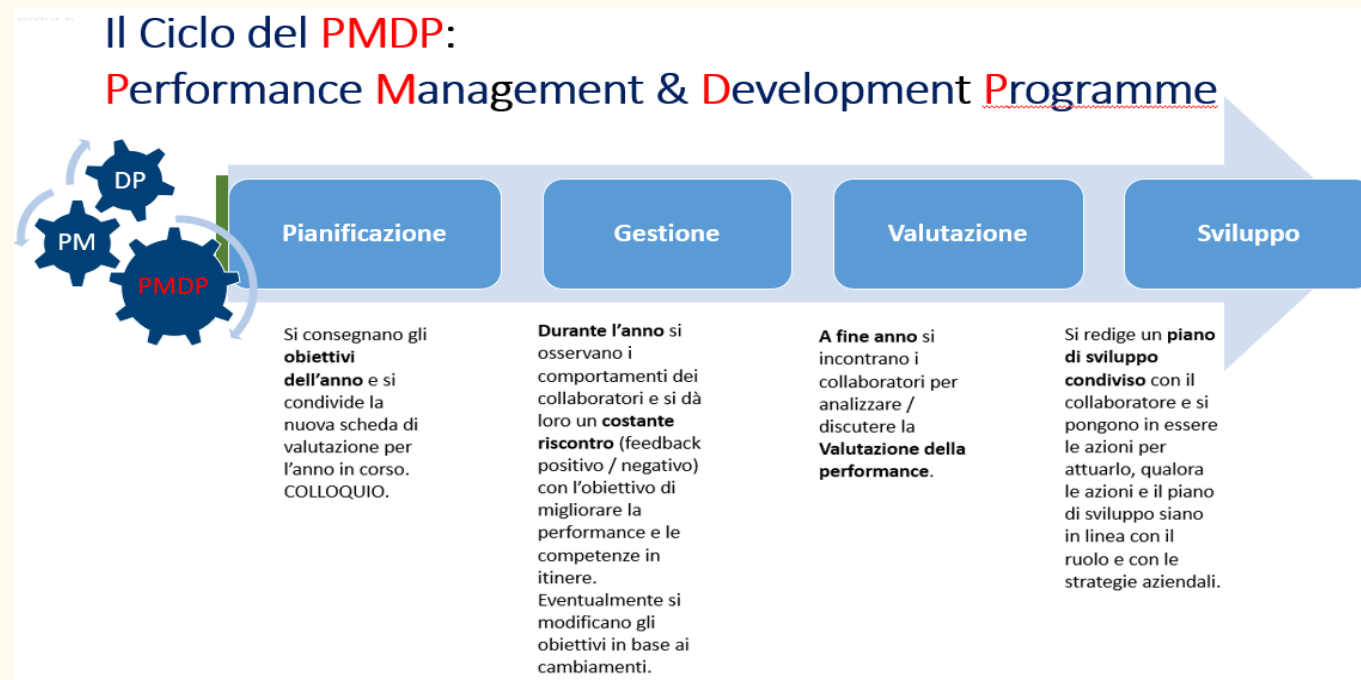 Il Ciclo del PMDP:
Performance Management & Development Programme
DP
PM
PMDP
Pianificazione
Gestione
Valutazione
Sviluppo
Si consegnano gli
obiettivi
dell'anno e si
condivide la
nuova scheda di
valutazione per
l'anno in corso.
COLLOQUIO.
Durante l'anno si
osservano i
comportamenti dei
collaboratori e si dà
loro un costante
riscontro (feedback
positivo / negativo)
con l'obiettivo di
migliorare la
performance e le
competenze in
itinere.
Eventualmente si
modificano gli
obiettivi in base ai
cambiamenti.
A fine anno si
incontrano i
collaboratori per
analizzare /
discutere la
Valutazione della
performance.
Si redige un piano
di sviluppo
condiviso con il
collaboratore e si
pongono in essere
le azioni per
attuarlo, qualora
le azioni e il piano
di sviluppo siano
in linea con il
ruolo e con le
strategie aziendali.